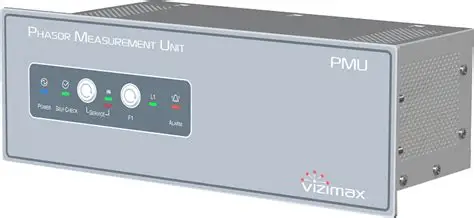 PHASOR MEASUREMENT UNIT
PMU
POWER
SELF CHECK
SERVICE
F1
L1
ALARM
vizimax